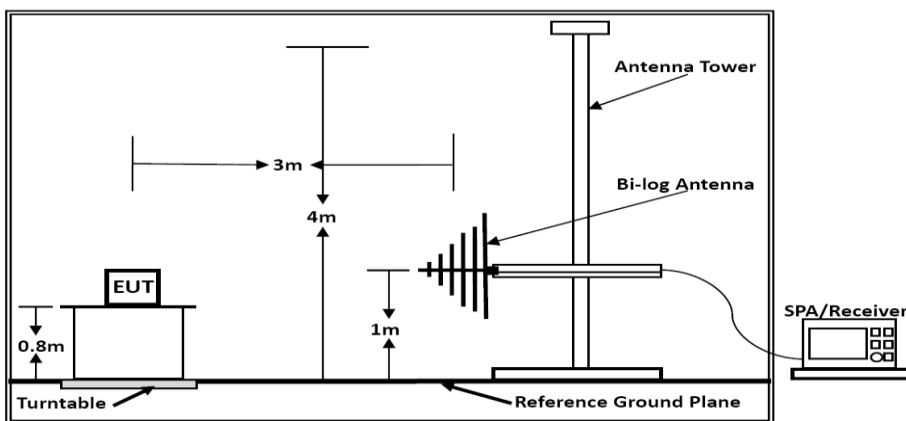 Antenna Tower
3m
Bi-log Antenna
4m
EUT
SPA/Receiver
0.8m
1m
Turntable
Reference Ground Plane